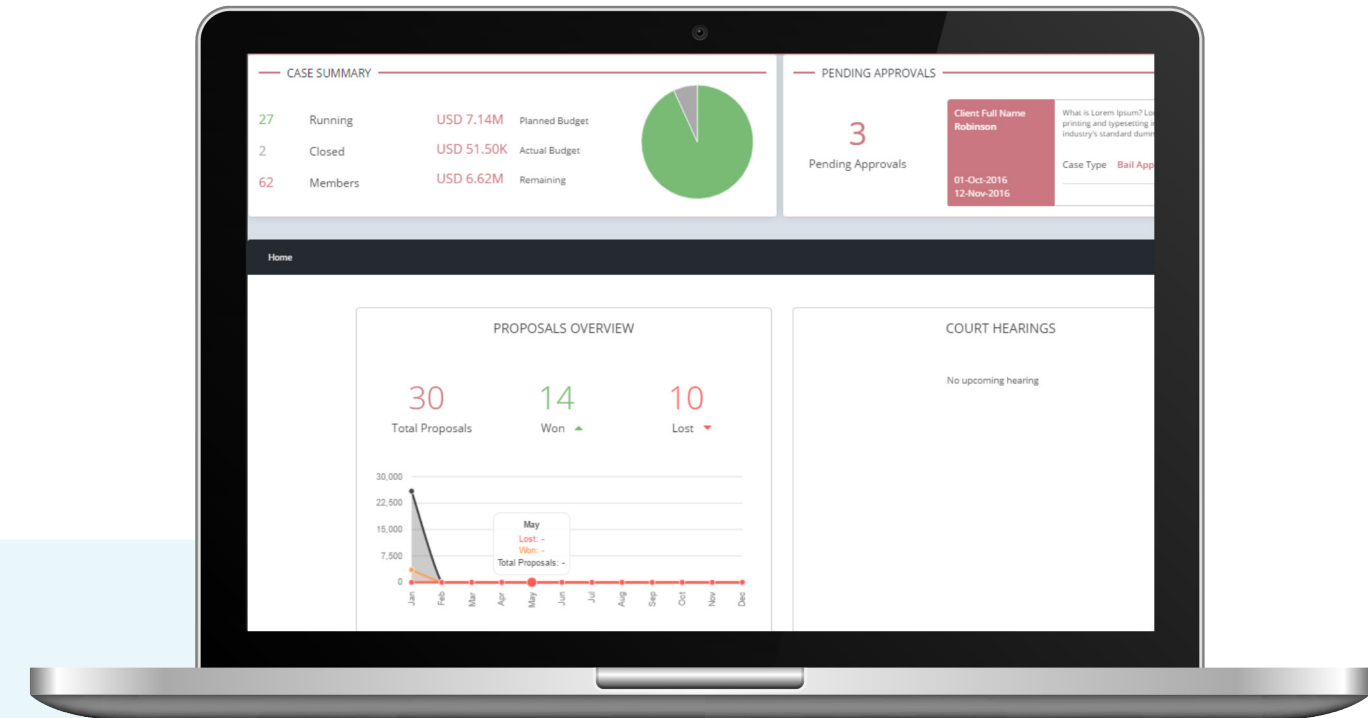 CASE SUMMARY
27 Running
2 Closed
62 Members
USD 7.14M Planned Budget
USD 51.50K Actual Budget
USD 6.62M Remaining
PENDING APPROVALS
3
Pending Approvals
Client Full Name
Robinson
01-Oct-2016
12-Nov-2016
What is Lorem Ipsum?
printing and typesetting
industry's standard
Case Type Bail
Home
PROPOSALS OVERVIEW
30
Total Proposals
14
Won
10
Lost
30,000
22,500
15,000
7,500
0
May
Lost: -
Won: -
Total Proposals: -
Jan Feb Mar Apr May Jun Jul Aug Sep Oct Nov Dec
COURT HEARINGS
No upcoming hearing